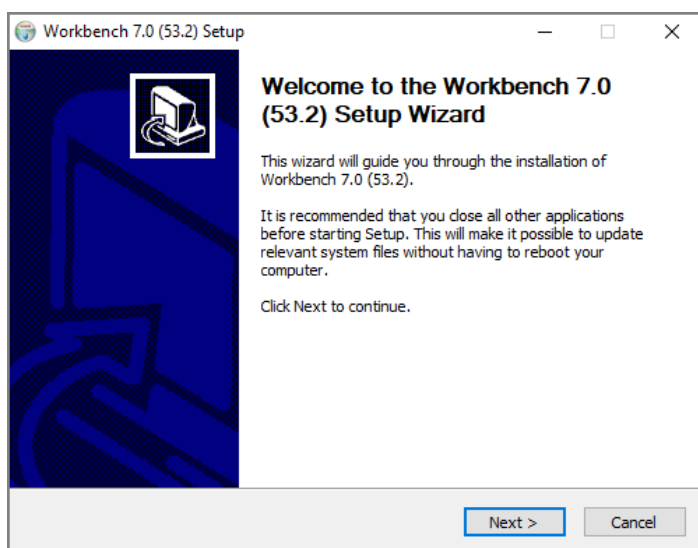 Workbench 7.0 (53.2) Setup
Welcome to the Workbench 7.0
(53.2) Setup Wizard
This wizard will guide you through the installation of
Workbench 7.0 (53.2).
It is recommended that you close all other applications
before starting Setup. This will make it possible to update
relevant system files without having to reboot your
computer.
Click Next to continue.
Next >
Cancel